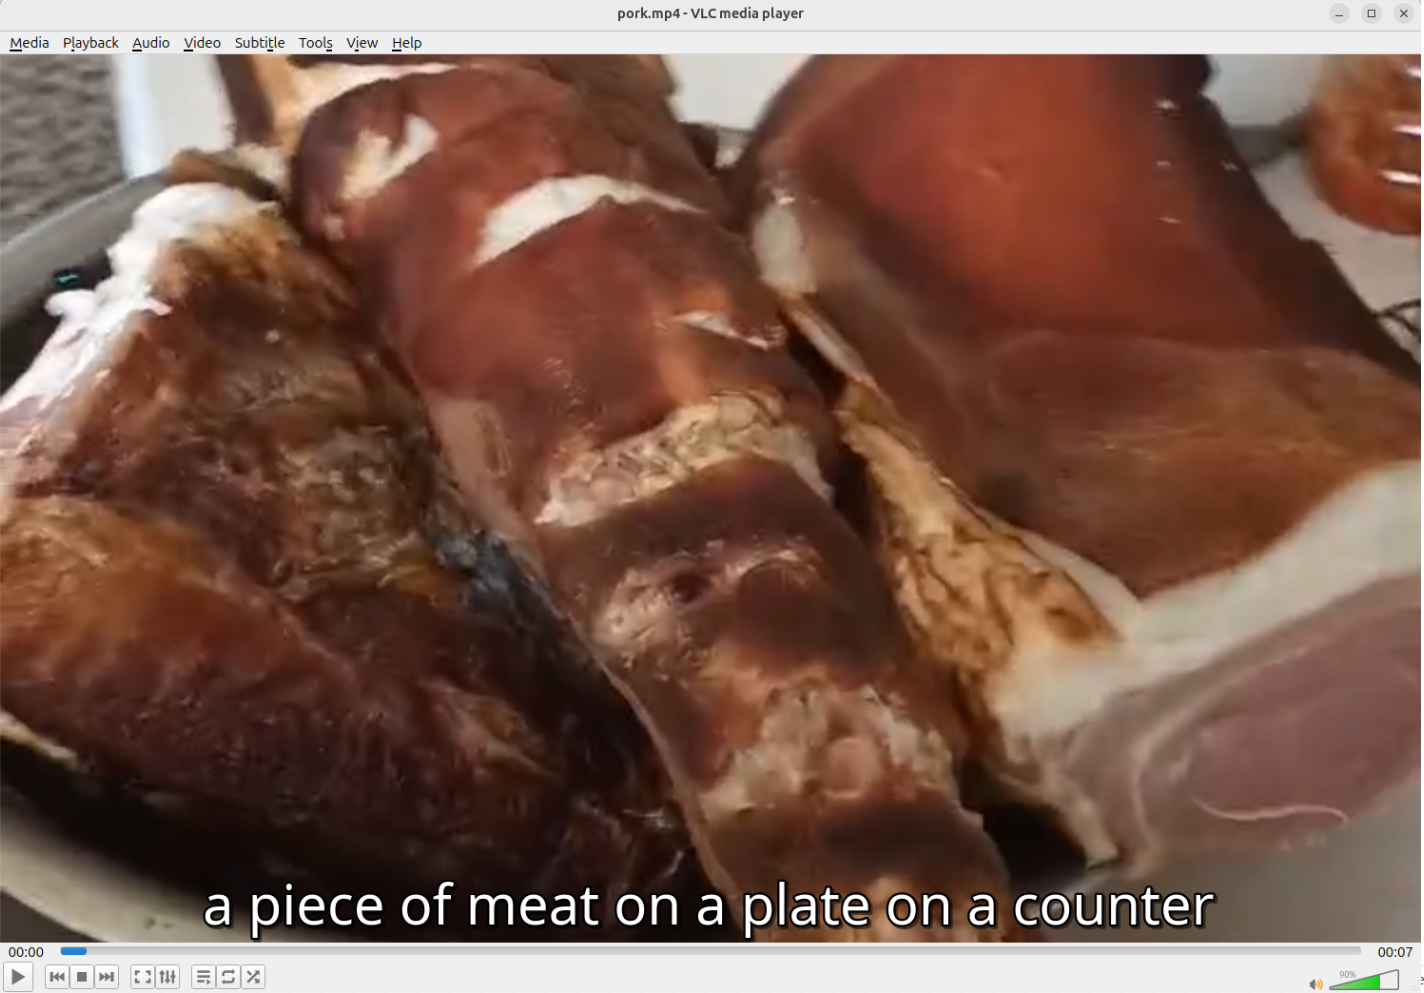 pork.mp4 - VLC media player
Media Playback Audio Video Subtitle Tools View Help
a piece of meat on a plate on a counter
00:00 00:07
90%